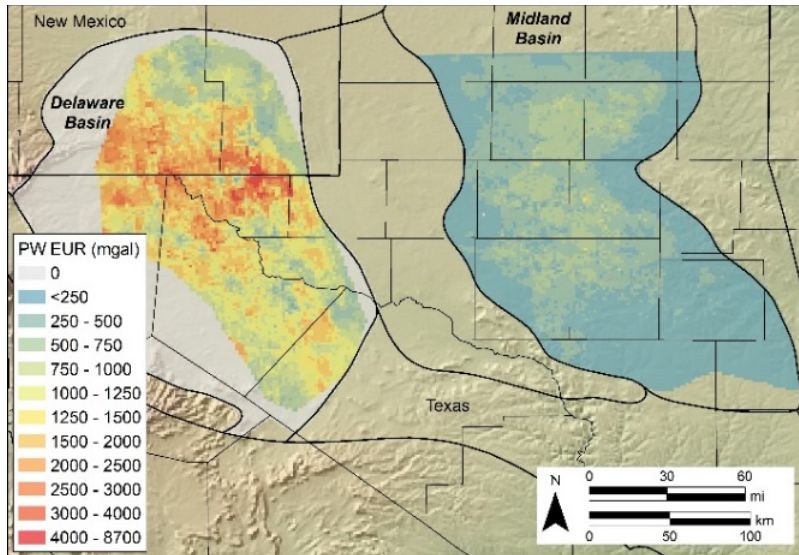 New Mexico
Midland
Basin
Delaware
Basin
PW EUR (mgal)
0
<250
250 - 500
500 - 750
750 - 1000
1000 - 1250
1250 - 1500
1500 - 2000
2000 - 2500
2500 - 3000
3000 - 4000
4000 - 8700
Texas
N
0 30 60
mi
km
0 50 100